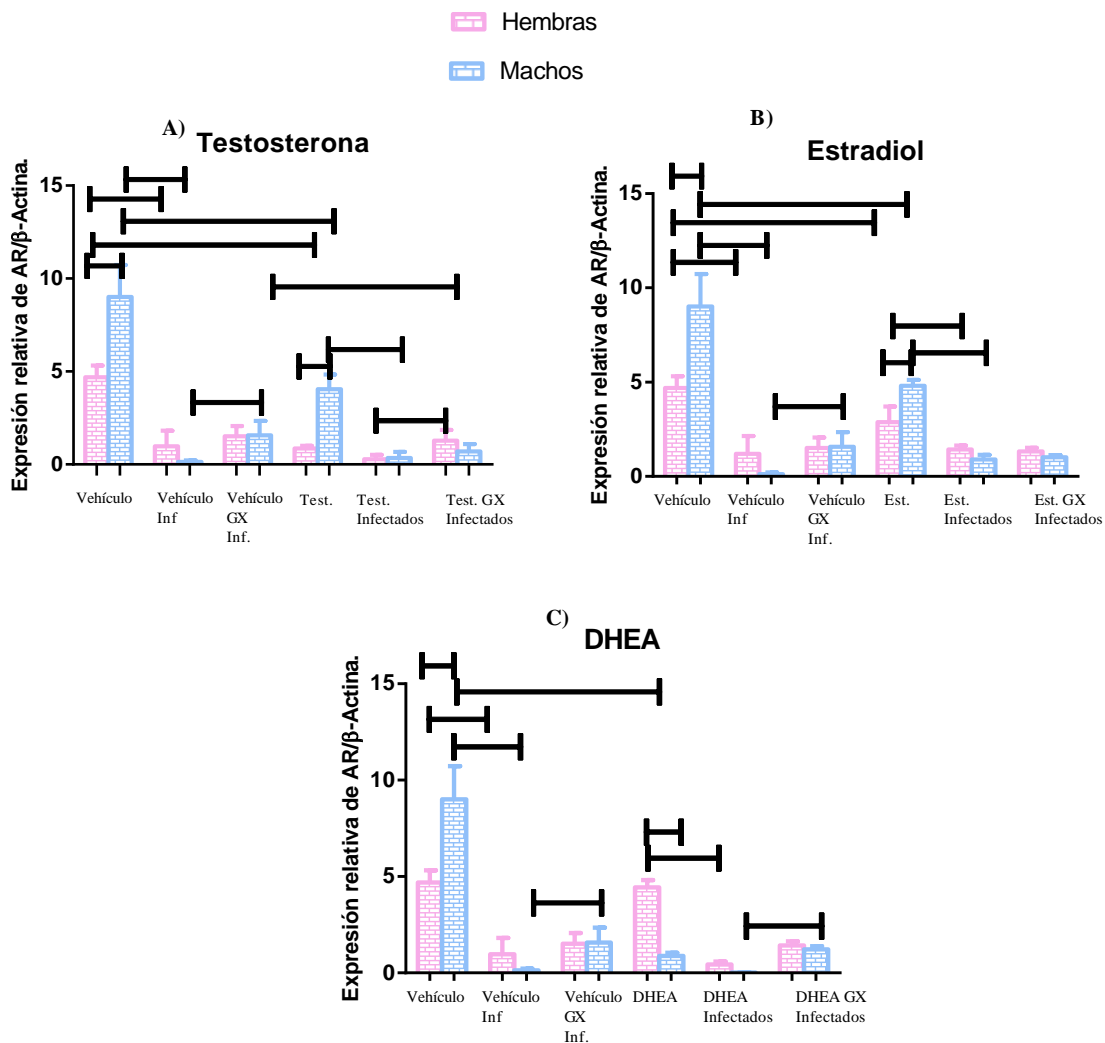 Hembras
Machos
A)
Testosterona
Expresión relativa de AR/β-Actina.
15
10
5
0
Vehículo
Vehículo
Inf
Vehículo
GX
Inf.
Test.
Test.
Infectados
Test. GX
Infectados
B)
Estradiol
Expresión relativa de AR/β-Actina.
15
10
5
0
Vehículo
Vehículo
Inf
Vehículo
GX
Inf.
Est.
Est.
Infectados
Est. GX
Infectados
C)
DHEA
Expresión relativa de AR/β-Actina.
15
10
5
0
Vehículo
Vehículo
Inf
Vehículo
GX
Inf.
DHEA
DHEA
Infectados
DHEA GX
Infectados